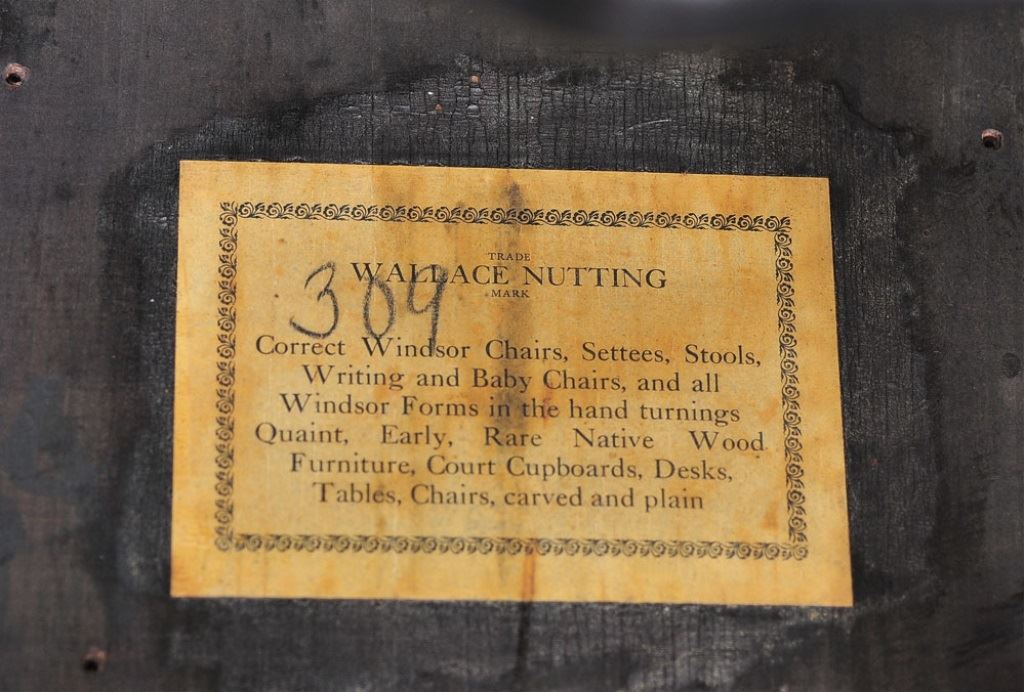 TRADE
WALLACE NUTTING
MARK
309
Correct Windsor Chairs, Settees, Stools,
Writing and Baby Chairs, and all
Windsor Forms in the hand turnings
Quaint, Early, Rare Native Wood
Furniture, Court Cupboards, Desks,
Tables, Chairs, carved and plain